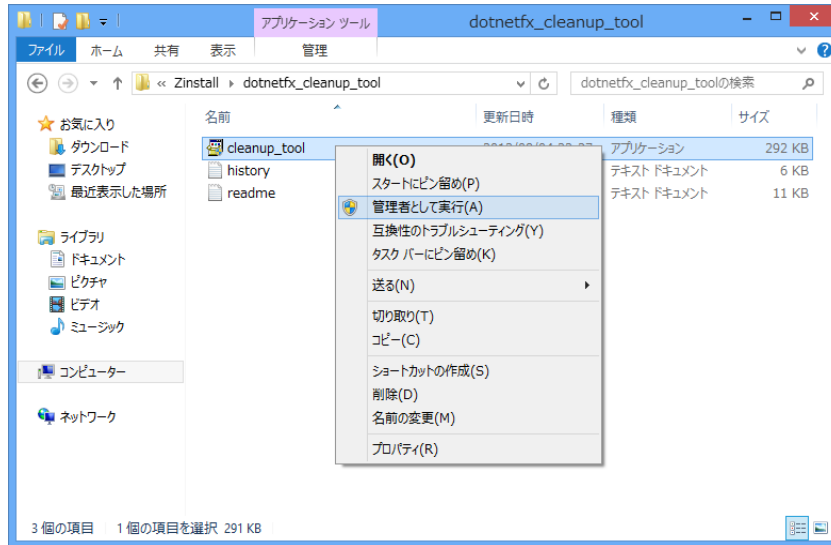 アプリケーション ツール
dotnetfx_cleanup_tool
ファイル ホーム 共有 表示 管理
« Zinstall dotnetfx_cleanup_tool dotnetfx_cleanup_toolの検索
名前 更新日時 種類 サイズ
お気に入り
ダウンロード
デスクトップ
最近表示した場所
ライブラリ
ドキュメント
ピクチャ
ビデオ
ミュージック
コンピューター
ネットワーク
cleanup_tool アプリケーション 292 KB
history テキスト ドキュメント 6 KB
readme テキスト ドキュメント 11 KB
開く(O)
スタートにピン留め(P)
管理者として実行(A)
互換性のトラブルシューティング(Y)
タスク バーにピン留め(K)
送る(N)
切り取り(T)
コピー(C)
ショートカットの作成(S)
削除(D)
名前の変更(M)
プロパティ(R)
3 個の項目 1 個の項目を選択 291 KB